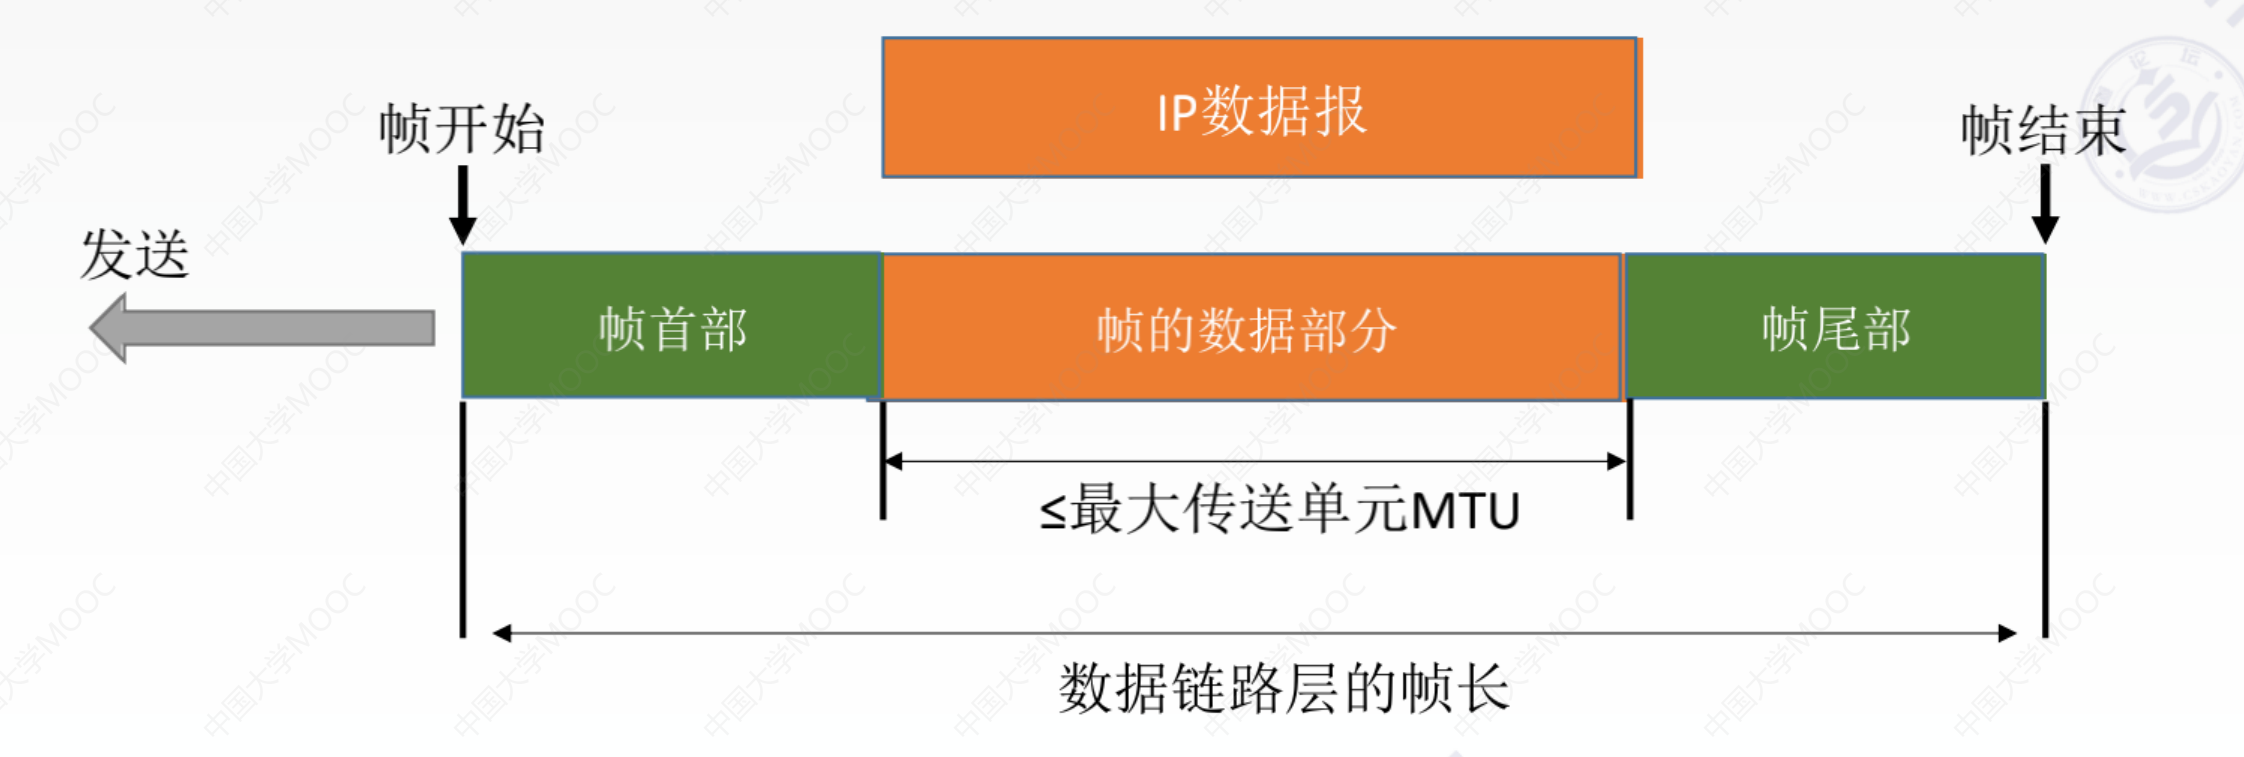 IP数据报
帧开始
帧结束
发送
帧首部
帧的数据部分
帧尾部
≤最大传送单元MTU
数据链路层的帧长
中国大学MOOC